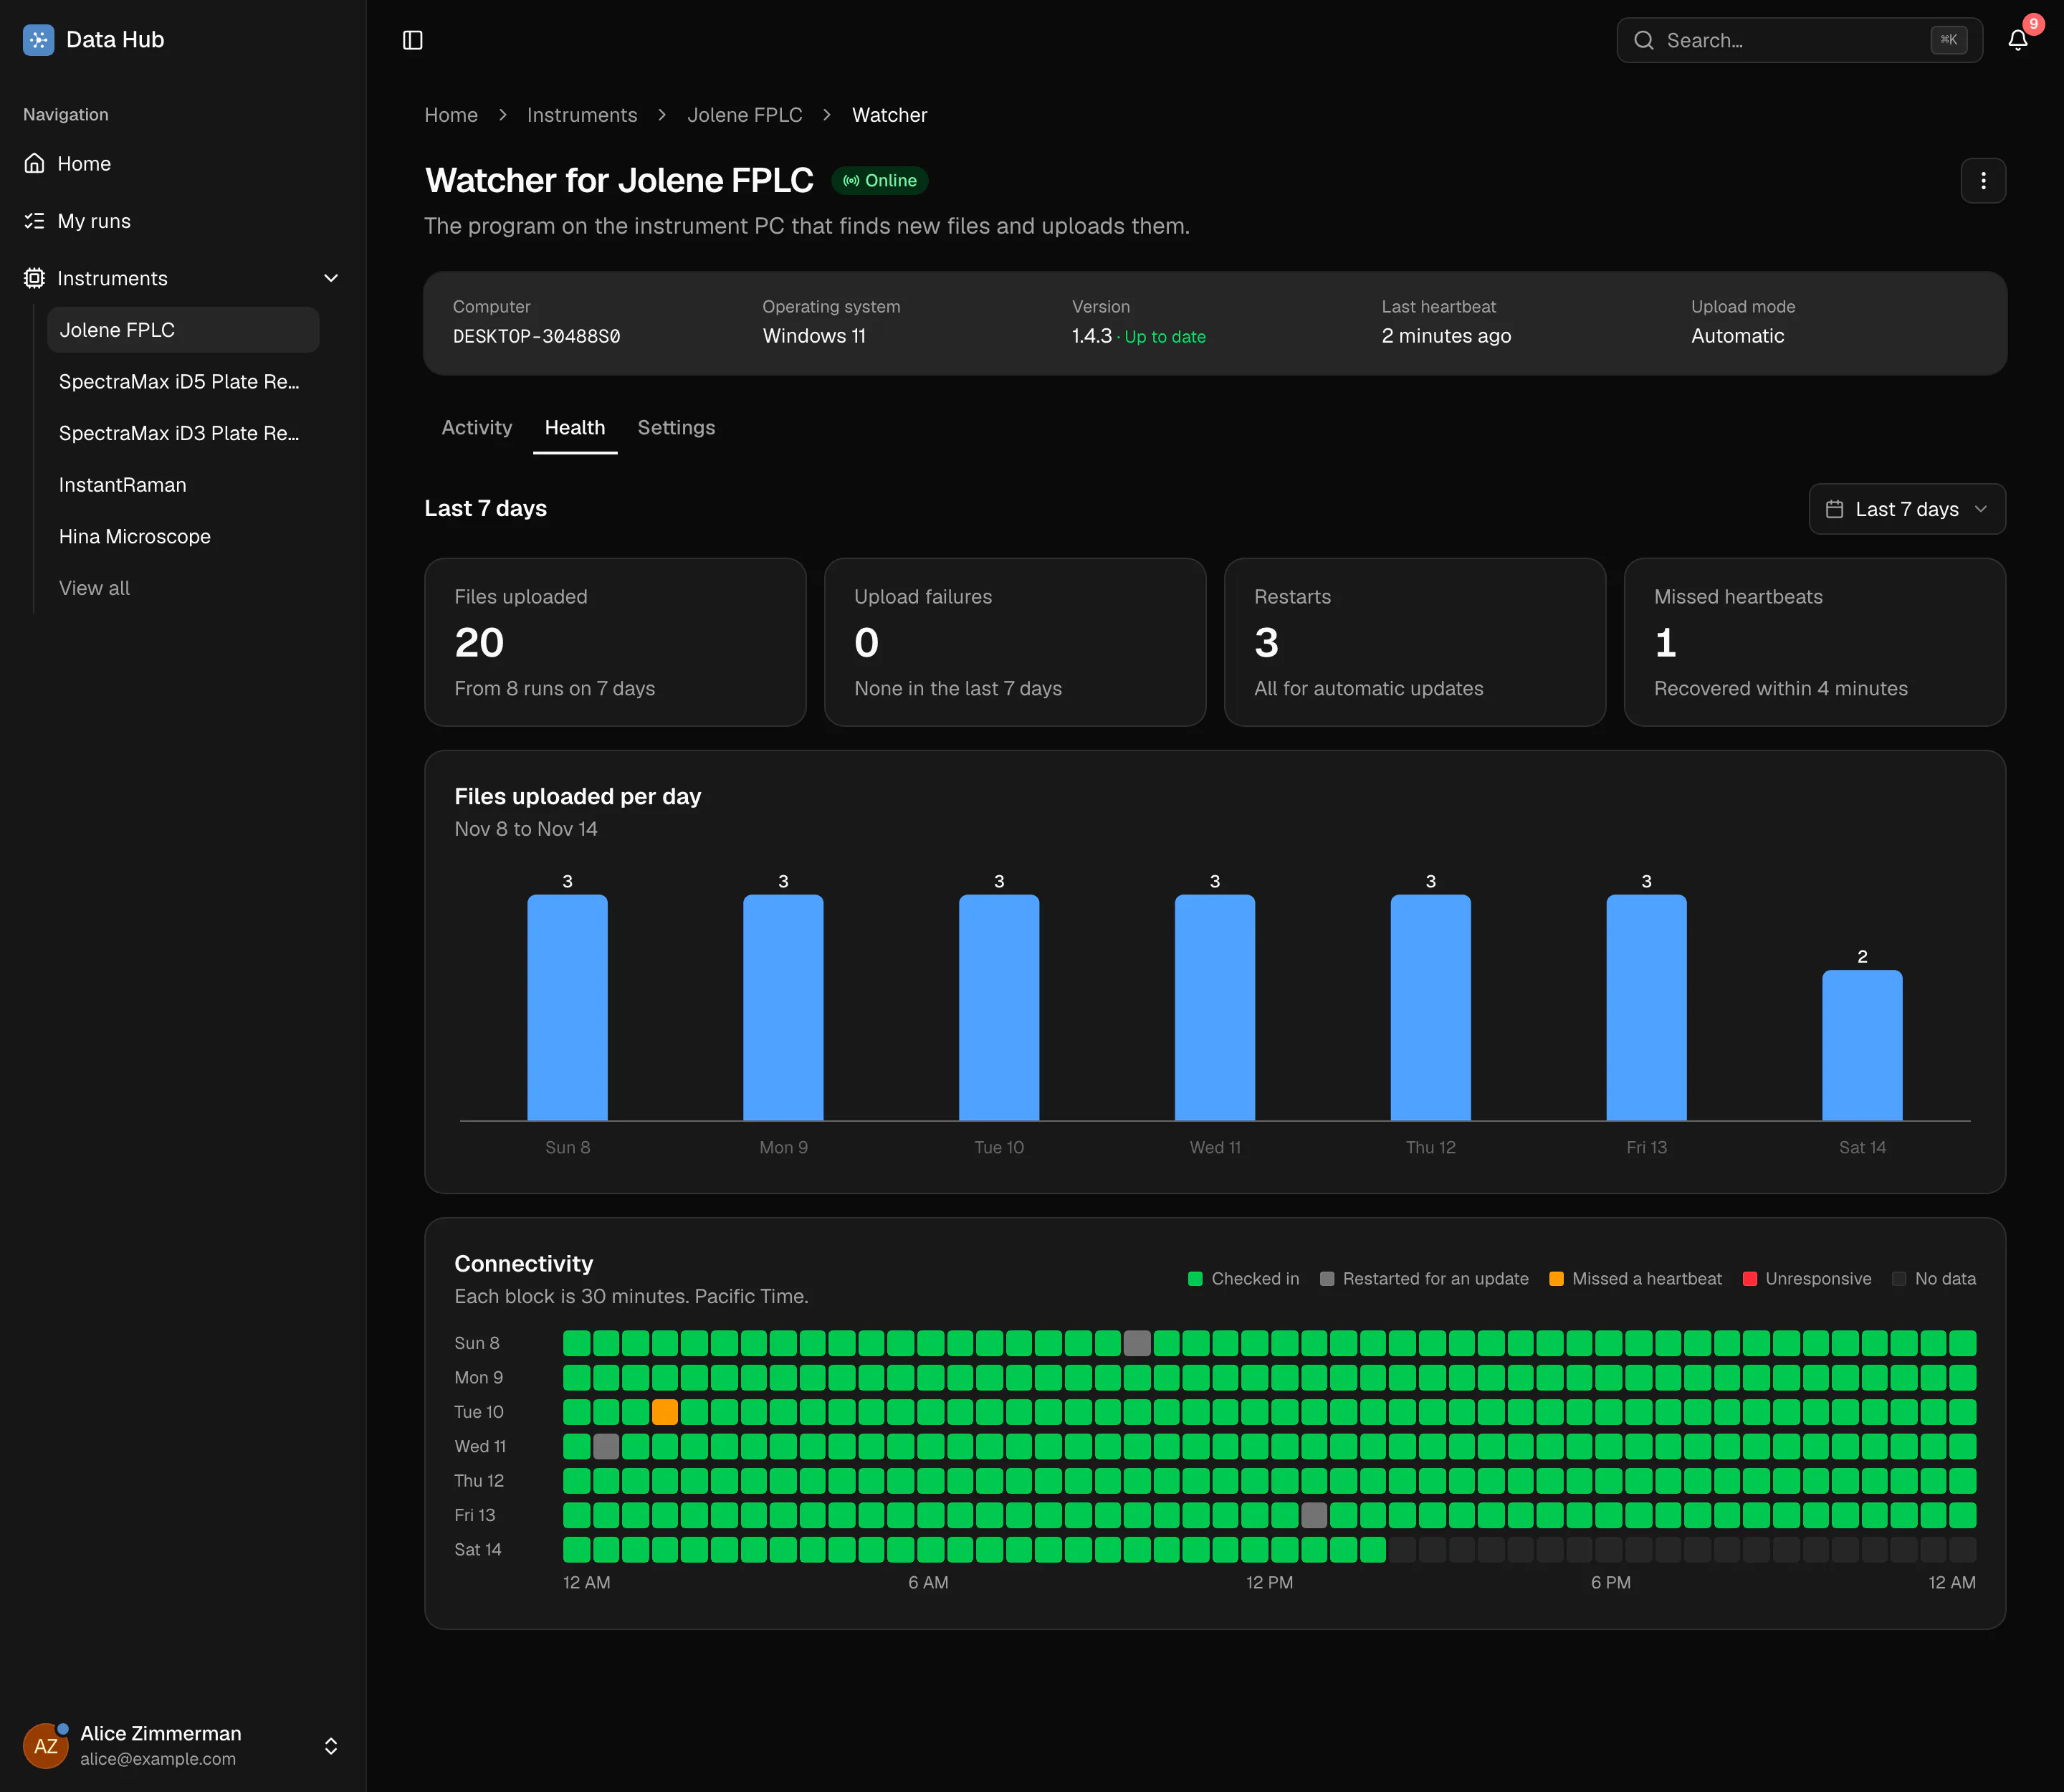 Data Hub
Search...
⌘K
9
Navigation
Home
My runs
Instruments
Jolene FPLC
SpectraMax iD5 Plate Re...
SpectraMax iD3 Plate Re...
InstantRaman
Hina Microscope
View all
Home > Instruments > Jolene FPLC > Watcher
Watcher for Jolene FPLC
Online
The program on the instrument PC that finds new files and uploads them.
Computer
DESKTOP-30488S0
Operating system
Windows 11
Version
1.4.3 · Up to date
Last heartbeat
2 minutes ago
Upload mode
Automatic
Activity
Health
Settings
Last 7 days
Last 7 days
Files uploaded
20
From 8 runs on 7 days
Upload failures
0
None in the last 7 days
Restarts
3
All for automatic updates
Missed heartbeats
1
Recovered within 4 minutes
Files uploaded per day
Nov 8 to Nov 14
3 3 3 3 3 3 2
Sun 8 Mon 9 Tue 10 Wed 11 Thu 12 Fri 13 Sat 14
Connectivity
Each block is 30 minutes. Pacific Time.
Checked in
Restarted for an update
Missed a heartbeat
Unresponsive
No data
Sun 8
Mon 9
Tue 10
Wed 11
Thu 12
Fri 13
Sat 14
12 AM 6 AM 12 PM 6 PM 12 AM
AZ
Alice Zimmerman
alice@example.com